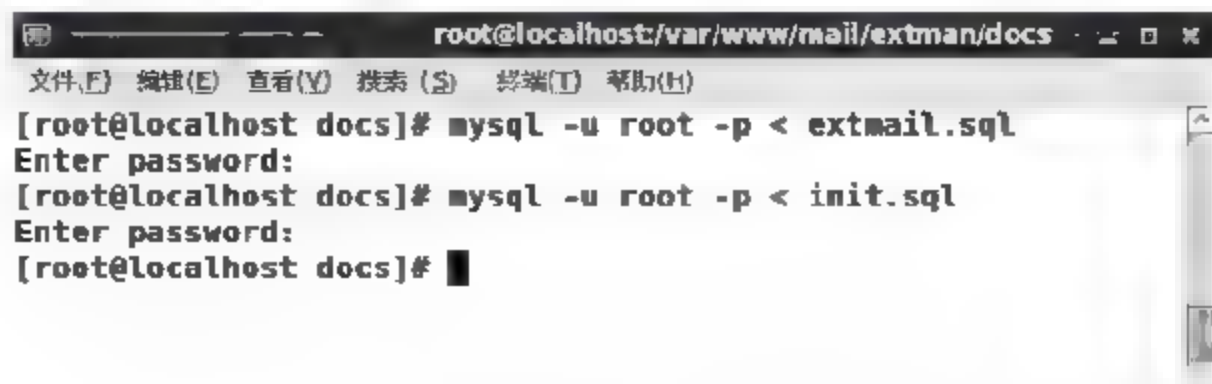 root@localhost:/var/www/mail/extman/docs
文件(F) 编辑(E) 查看(V) 搜索 (S) 终端(T) 帮助(H)
[root@localhost docs]# mysql -u root -p < extmail.sql
Enter password:
[root@localhost docs]# mysql -u root -p < init.sql
Enter password:
[root@localhost docs]#